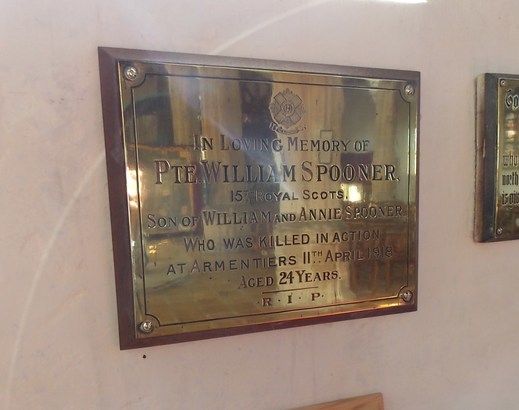 IN LOVING MEMORY OF
PTE WILLIAM SPOONER,
15TH ROYAL SCOTS,
SON OF WILLIAM AND ANNIE SPOONER
WHO WAS KILLED IN ACTION
AT ARMENTIERS 11TH APRIL 1918
AGED 24 YEARS.
R·I·P